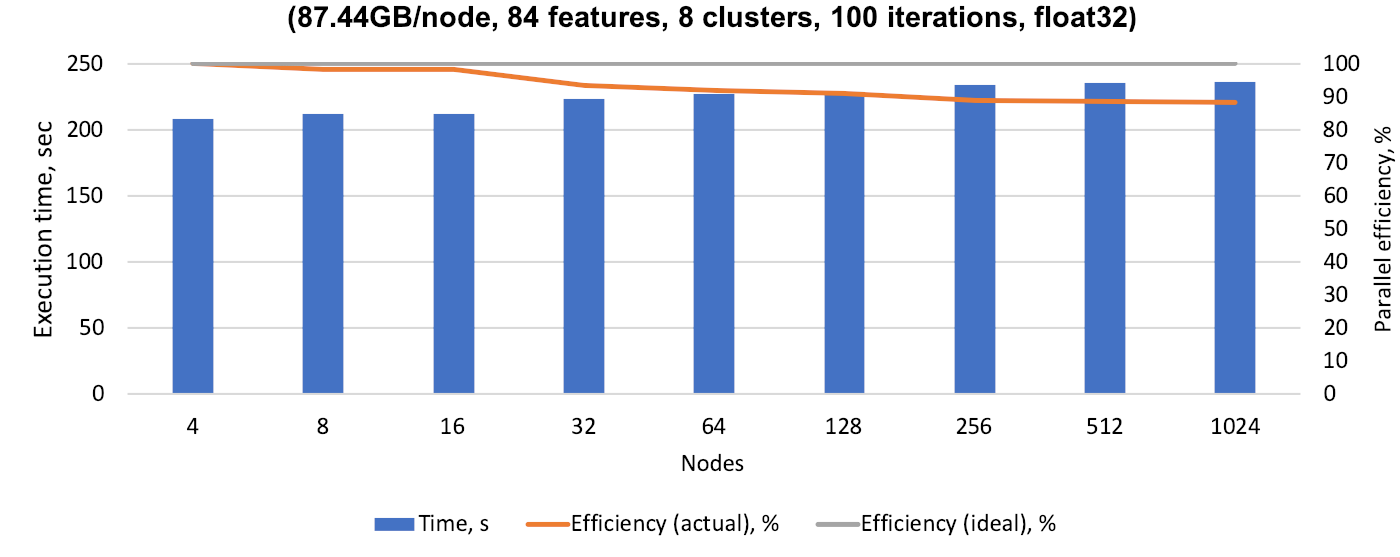 (87.44GB/node, 84 features, 8 clusters, 100 iterations, float32)
250
200
150
100
50
0
Execution time, sec
100
90
80
70
60
50
40
30
20
10
0
Parallel efficiency, %
4 8 16 32 64 128 256 512 1024
Nodes
Time, s Efficiency (actual), % Efficiency (ideal), %